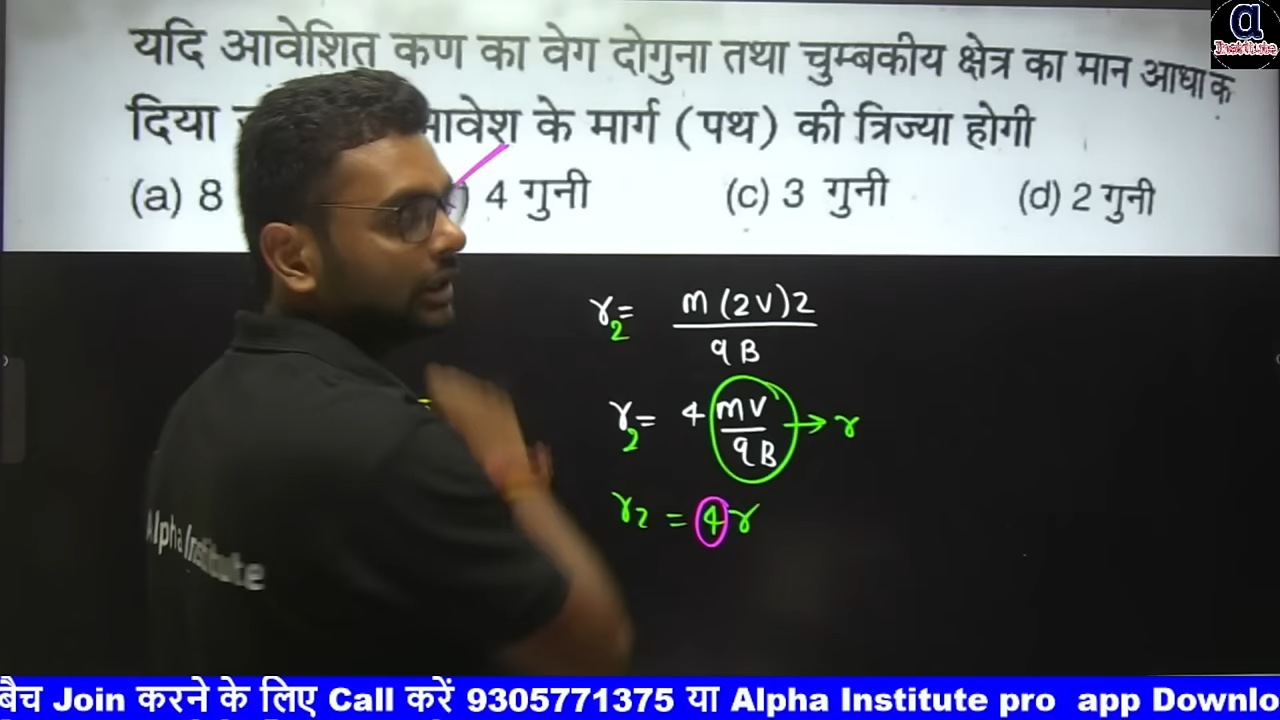 a
Institute
यदि आवेशित कण का वेग दोगुना तथा चुम्बकीय क्षेत्र का मान आधा क
दिया आवेश के मार्ग (पथ) की त्रिज्या होगी
(a) 8 ) 4 गुनी (c) 3 गुनी (d) 2 गुनी
r₂= m(2v)2
qB
r₂= 4 mv → r
qB
r₂ = 4r
Alpha Institute
बैच Join करने के लिए Call करें 9305771375 या Alpha Institute pro app Downlo